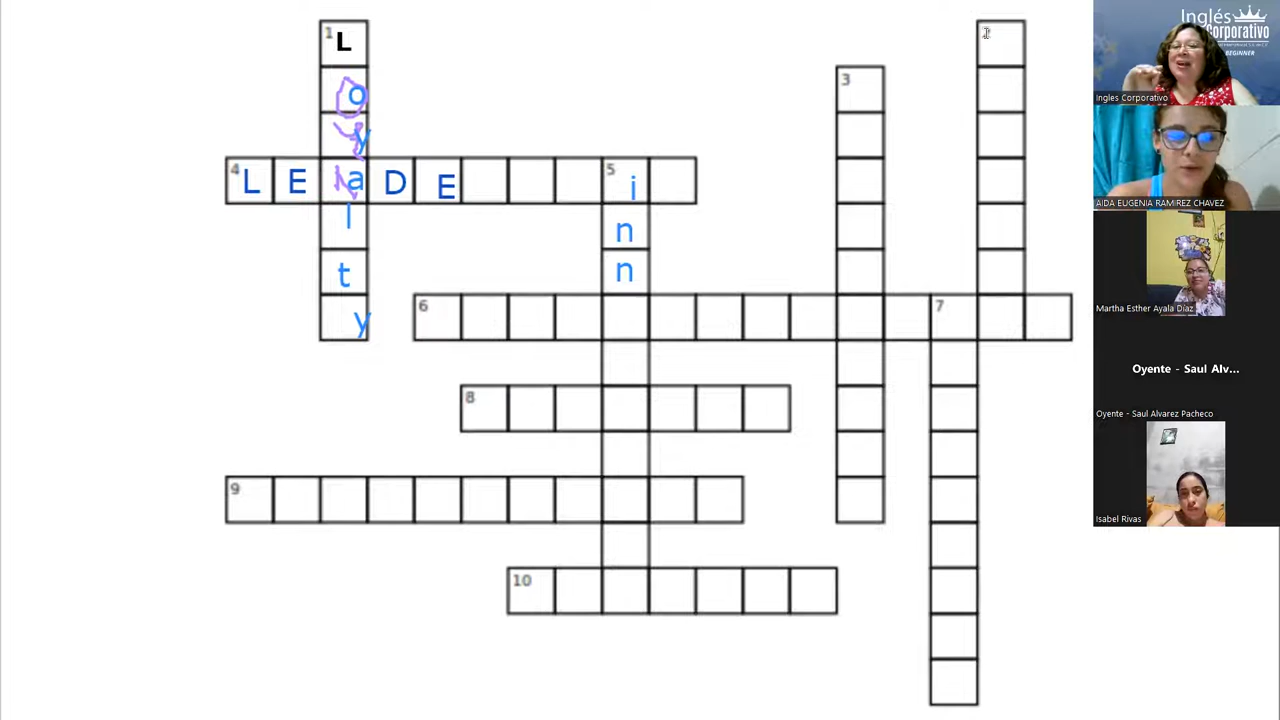 1 L
o
y
4 L E a D E 5 i
l
n
t
n
y
3
6 7
8
9
10
Inglés
Corporativo
BEGINNER
Ingles Corporativo
AIDA EUGENIA RAMIREZ CHAVEZ
Martha Esther Ayala Díaz
Oyente - Saul Alv...
Oyente - Saul Alvarez Pacheco
Isabel Rivas